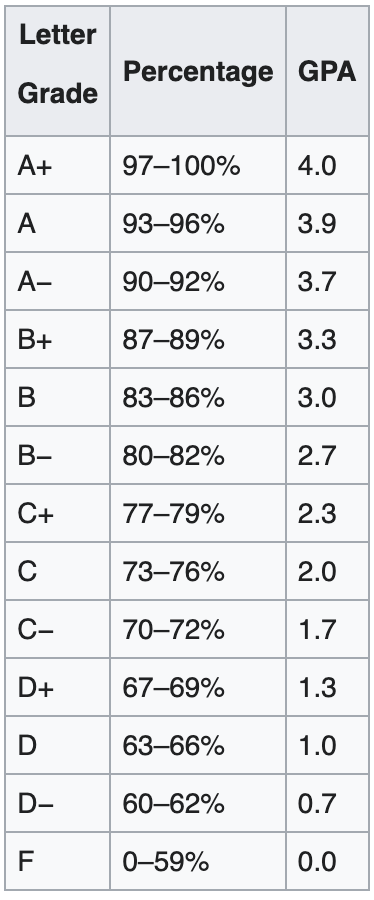 Letter
Grade Percentage GPA
A+ 97–100% 4.0
A 93–96% 3.9
A− 90–92% 3.7
B+ 87–89% 3.3
B 83–86% 3.0
B− 80–82% 2.7
C+ 77–79% 2.3
C 73–76% 2.0
C− 70–72% 1.7
D+ 67–69% 1.3
D 63–66% 1.0
D− 60–62% 0.7
F 0–59% 0.0